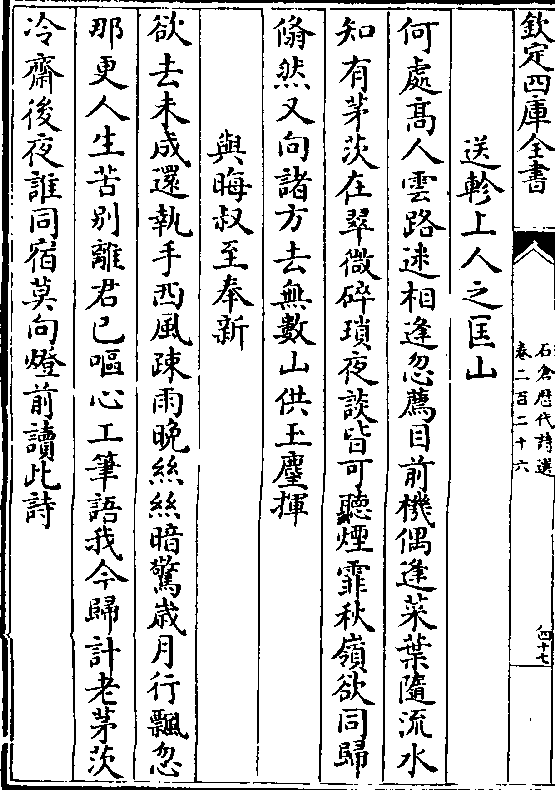 欽定四庫全書
石倉歴代詩選
卷二百二十六
四十七
送軫上人之匡山
何處髙人雲路迷相逢忽薦目前機偶逢菜葉隨流水
知有茅茨在翠微碎瑣夜談皆可聽煙霏秋嶺欲同歸
翛然又向諸方去無數山供玉麈揮
與晦叔至奉新
欲去未成還執手西風疎雨晩絲絲暗驚歳月行飄忽
那更人生苦别離君已嘔心工筆語我今歸計老茅茨
冷齋後夜誰同宿莫向燈前讀此詩